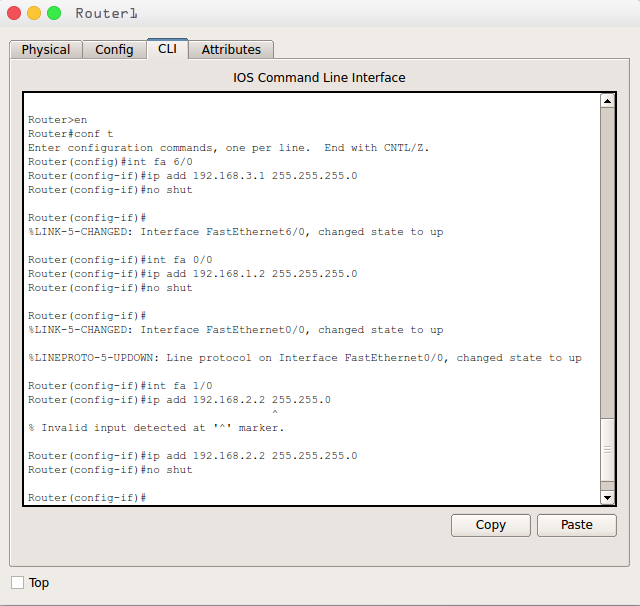 Router1
Physical
Config
CLI
Attributes
IOS Command Line Interface
Router>en
Router#conf t
Enter configuration commands, one per line.  End with CNTL/Z.
Router(config)#int fa 6/0
Router(config-if)#ip add 192.168.3.1 255.255.255.0
Router(config-if)#no shut
Router(config-if)#
%LINK-5-CHANGED: Interface FastEthernet6/0, changed state to up
Router(config-if)#int fa 0/0
Router(config-if)#ip add 192.168.1.2 255.255.255.0
Router(config-if)#no shut
Router(config-if)#
%LINK-5-CHANGED: Interface FastEthernet0/0, changed state to up
%LINEPROTO-5-UPDOWN: Line protocol on Interface FastEthernet0/0, changed state to up
Router(config-if)#int fa 1/0
Router(config-if)#ip add 192.168.2.2 255.255.0
^
% Invalid input detected at '^' marker.
Router(config-if)#ip add 192.168.2.2 255.255.255.0
Router(config-if)#no shut
Router(config-if)#
Copy
Paste
Top